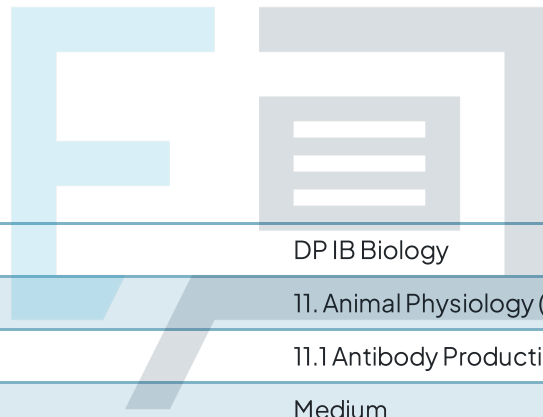 DP IB Biology
11. Animal Physiology (
11.1 Antibody Producti
Medium